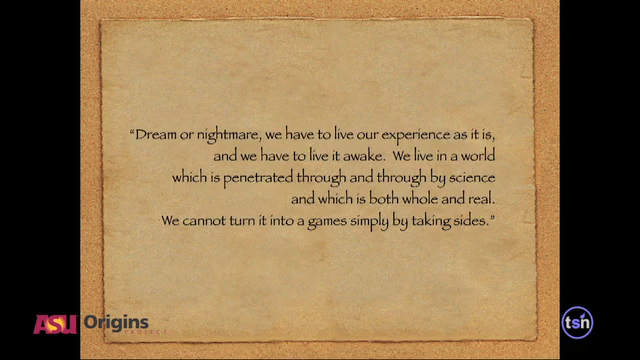 “Dream or nightmare, we have to live our experience as it is,
and we have to live it awake. We live in a world
which is penetrated through and through by science
and which is both whole and real.
We cannot turn it into a games simply by taking sides.”
ASU Origins
PROJECT
tsn